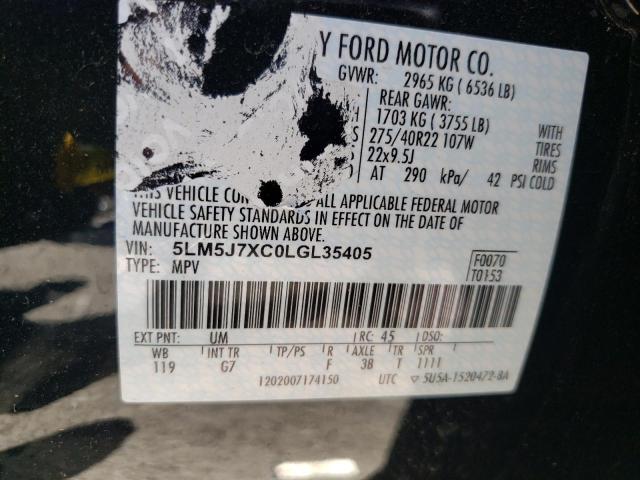 Y FORD MOTOR CO.
GVWR: 2965 KG ( 6536 LB)
REAR GAWR:
1703 KG ( 3755 LB) WITH
275/40R22 107W TIRES
22x9.5J RIMS
AT 290 kPa/ 42 PSI COLD
THIS VEHICLE ALL APPLICABLE FEDERAL MOTOR
VEHICLE SAFETY STANDARDS IN EFFECT ON THE DATE OF
MANUFACTURE SHOWN ABOVE.
VIN: 5LM5J7XC0LGL35405
TYPE: MPV
F0070
T0153
EXT PNT: UM RC: 45 DSO:
WB INT TR TP/PS R AXLE TR SPR
119 G7 F 38 T 1111
1202007174150 UTC ▽ 5U5A-1520472-BA